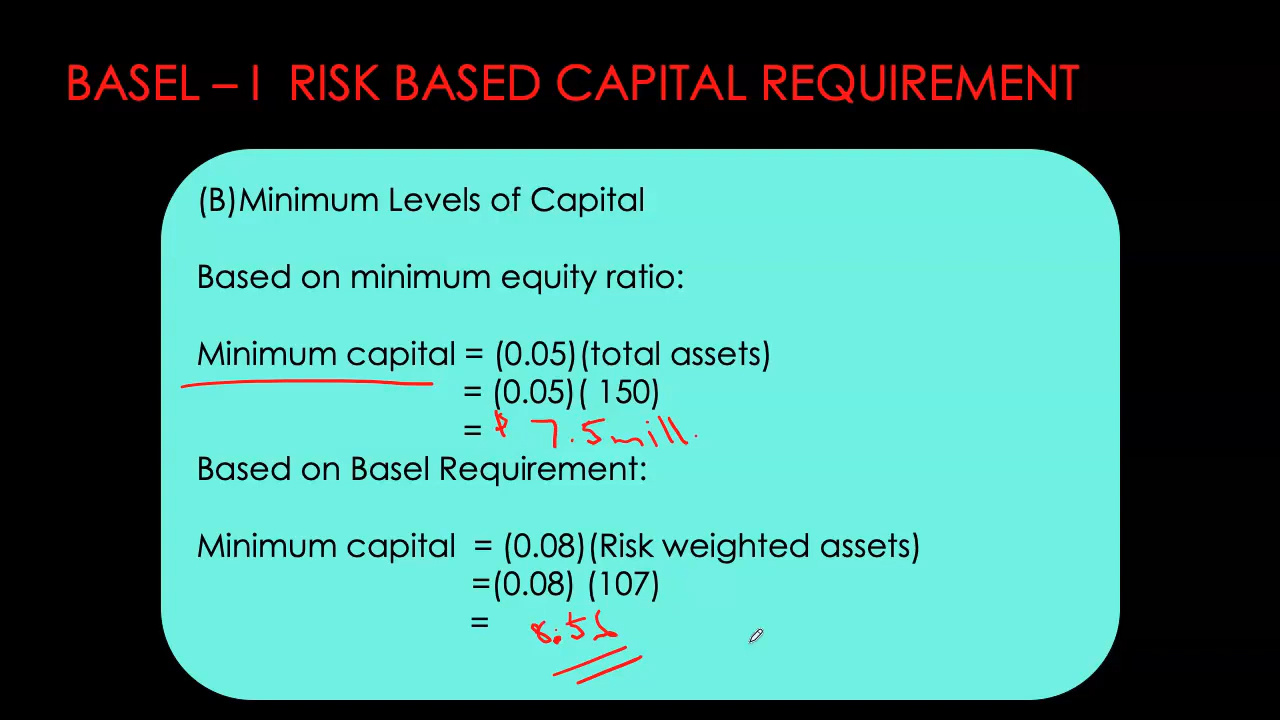 BASEL – I RISK BASED CAPITAL REQUIREMENT
(B)Minimum Levels of Capital
Based on minimum equity ratio:
Minimum capital = (0.05)(total assets)
= (0.05)( 150)
= $ 7.5 mill.
Based on Basel Requirement:
Minimum capital = (0.08)(Risk weighted assets)
=(0.08) (107)
= 8.56